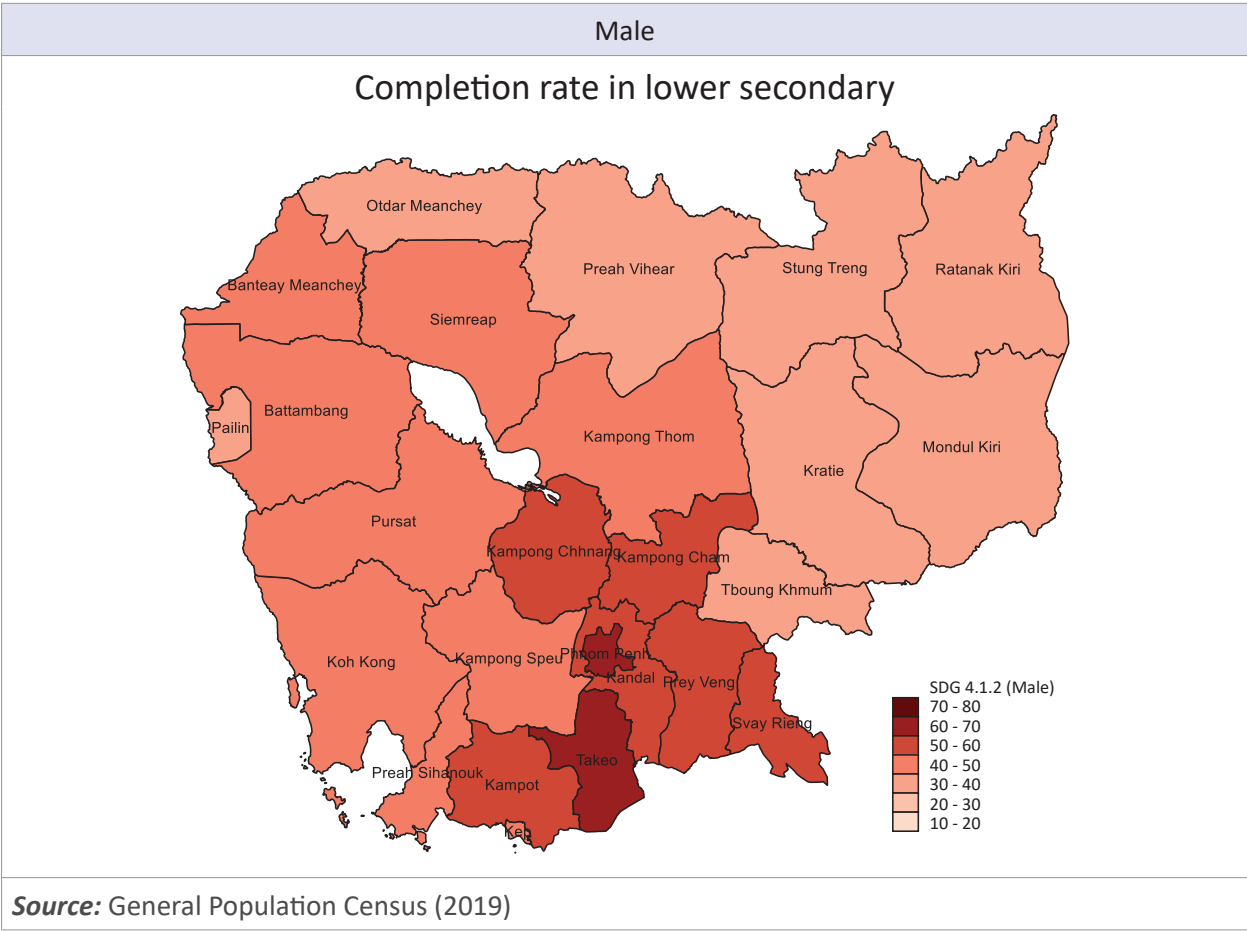 Male
Completion rate in lower secondary
Otdar Meanchey
Preah Vihear
Stung Treng
Ratanak Kiri
Banteay Meanchey
Siemreap
Battambang
Pailin
Kampong Thom
Mondul Kiri
Kratie
Pursat
Kampong Chhnang
Kampong Cham
Tboung Khmum
Koh Kong
Kampong Speu
Phnom Penh
Kandal
Prey Veng
Svay Rieng
Preah Sihanouk
Kampot
Takeo
Kep
SDG 4.1.2 (Male)
70 - 80
60 - 70
50 - 60
40 - 50
30 - 40
20 - 30
10 - 20
Source: General Population Census (2019)